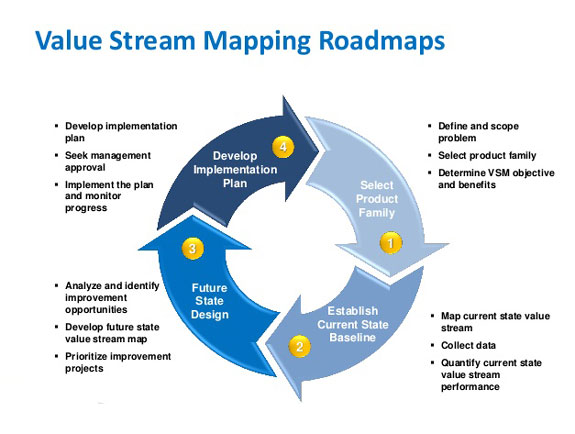 Value Stream Mapping Roadmaps
▪ Develop implementation
plan
▪ Seek management
approval
▪ Implement the plan
and monitor
progress
4
Develop
Implementation
Plan
▪ Define and scope
problem
▪ Select product family
▪ Determine VSM objective
and benefits
Select
Product
Family
1
▪ Map current state value
stream
▪ Collect data
▪ Quantify current state
value stream
performance
Establish
Current State
Baseline
2
3
Future
State
Design
▪ Analyze and identify
improvement
opportunities
▪ Develop future state
value stream map
▪ Prioritize improvement
projects